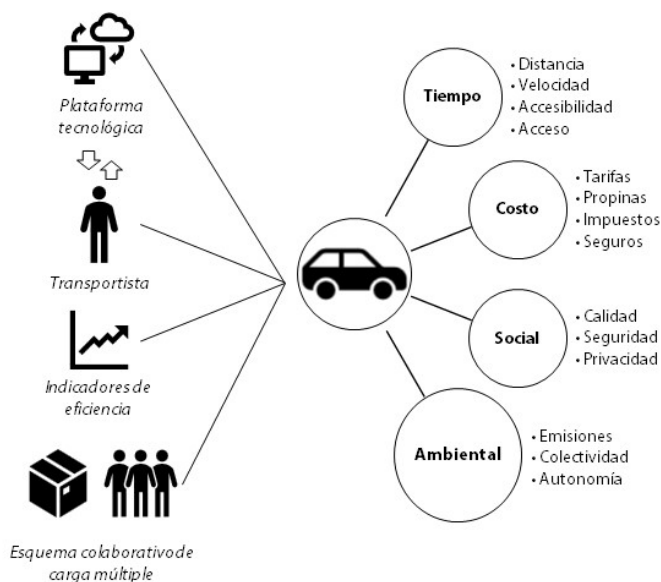 Plataforma
tecnológica
Transportista
Indicadores de
eficiencia
Esquema colaborativo de
carga múltiple
Tiempo
• Distancia
• Velocidad
• Accesibilidad
• Acceso
Costo
• Tarifas
• Propinas
• Impuestos
• Seguros
Social
• Calidad
• Seguridad
• Privacidad
Ambiental
• Emisiones
• Colectividad
• Autonomía